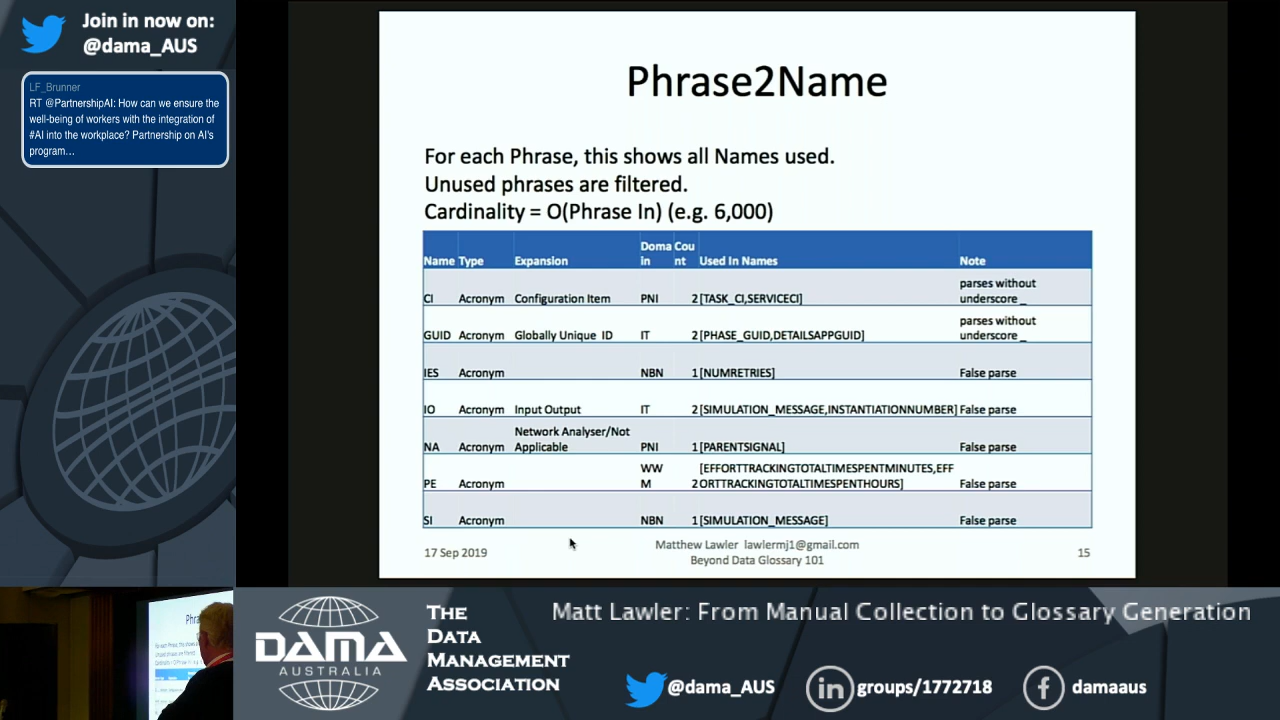 Join in now on:
@dama_AUS
LF_Brunner
RT @PartnershipAI: How can we ensure the
well-being of workers with the integration of
#AI into the workplace? Partnership on AI's
program…
Phrase2Name
For each Phrase, this shows all Names used.
Unused phrases are filtered.
Cardinality = O(Phrase In) (e.g. 6,000)
Name Type Expansion Domain Count Used In Names Note
CI Acronym Configuration Item PNI 2 [TASK_CI,SERVICECI] parses without underscore _
GUID Acronym Globally Unique ID IT 2 [PHASE_GUID,DETAILSAPPGUID] parses without underscore _
IES Acronym NBN 1 [NUMRETRIES] False parse
IO Acronym Input Output IT 2 [SIMULATION_MESSAGE,INSTANTIATIONNUMBER] False parse
NA Acronym Network Analyser/Not Applicable PNI 1 [PARENTSIGNAL] False parse
PE Acronym WWM 2 [EFFORTTRACKINGTOTALTIMESPENTMINUTES,EFFORTTRACKINGTOTALTIMESPENTHOURS] False parse
SI Acronym NBN 1 [SIMULATION_MESSAGE] False parse
17 Sep 2019
Matthew Lawler lawlermj1@gmail.com
Beyond Data Glossary 101
15
Matt Lawler: From Manual Collection to Glossary Generation
DAMA
AUSTRALIA
THE
DATA
MANAGEMENT
ASSOCIATION
@dama_AUS
in groups/1772718
f damaaus